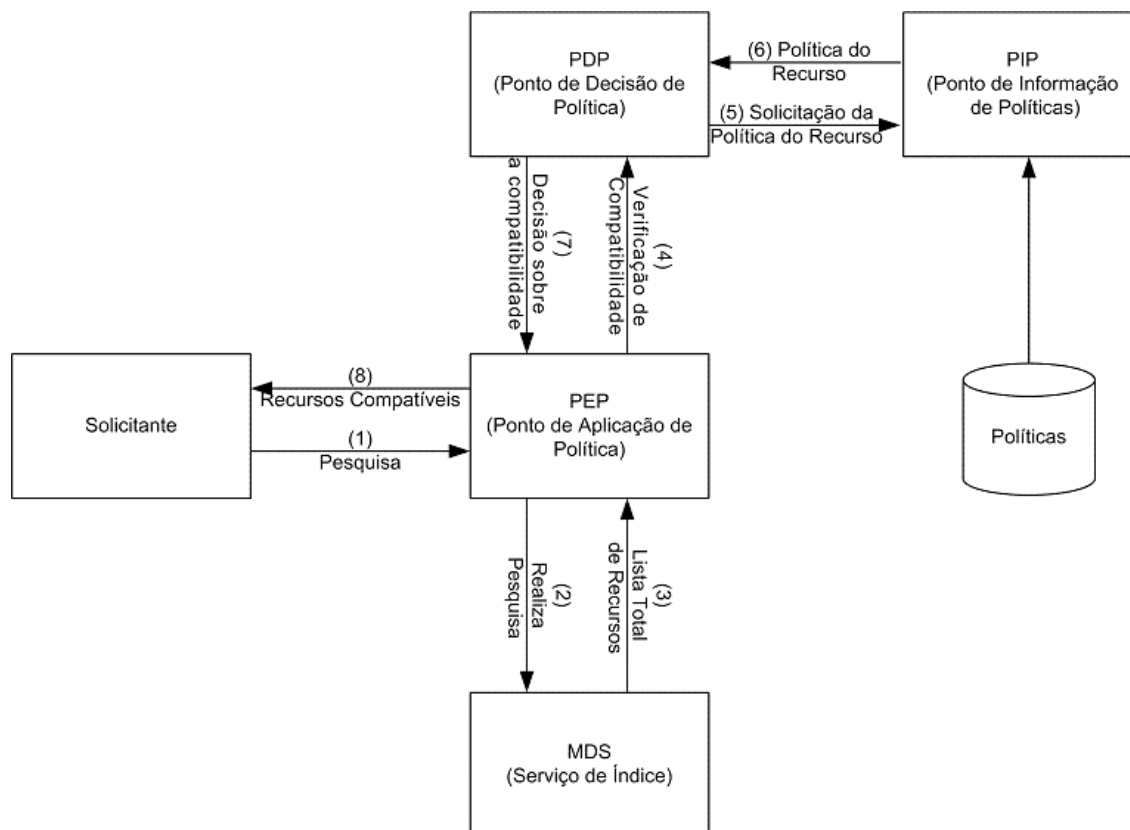 PDP
(Ponto de Decisão de
Política)
(6) Política do
Recurso
(5) Solicitação da
Política do Recurso
PIP
(Ponto de Informação
de Políticas)
(7)
Decisão sobre
a compatibilidade
(4)
Verificação de
Compatibilidade
Solicitante
(8)
Recursos Compatíveis
(1)
Pesquisa
PEP
(Ponto de Aplicação de
Política)
Políticas
(2)
Realiza
Pesquisa
(3)
Lista Total
de Recursos
MDS
(Serviço de Índice)